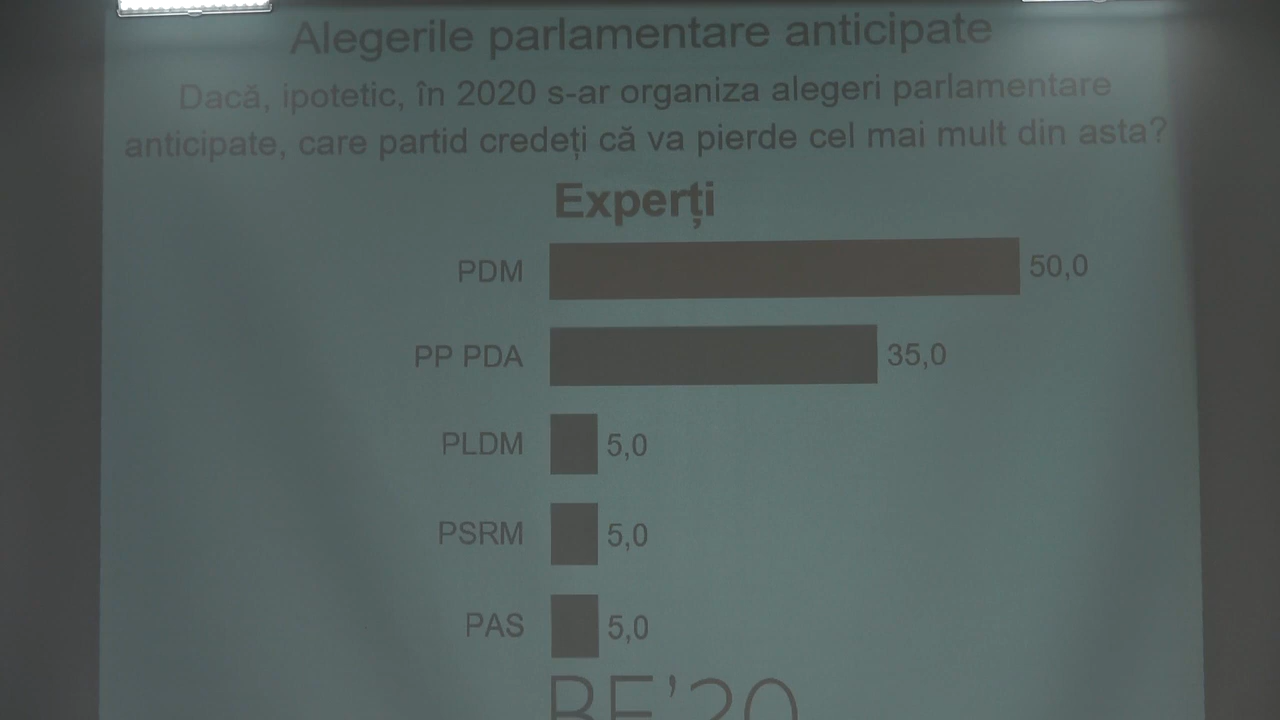 Alegerile parlamentare anticipate
Dacă, ipotetic, în 2020 s-ar organiza alegeri parlamentare
anticipate, care partid credeți că va pierde cel mai mult din asta?
Experți
PDM 50,0
PP PDA 35,0
PLDM 5,0
PSRM 5,0
PAS 5,0
BE’20